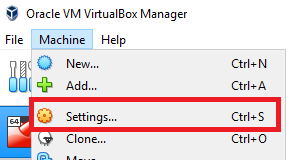 Oracle VM VirtualBox Manager
File Machine Help
New... Ctrl+N
Add... Ctrl+A
64
Settings... Ctrl+S
Clone... Ctrl+O